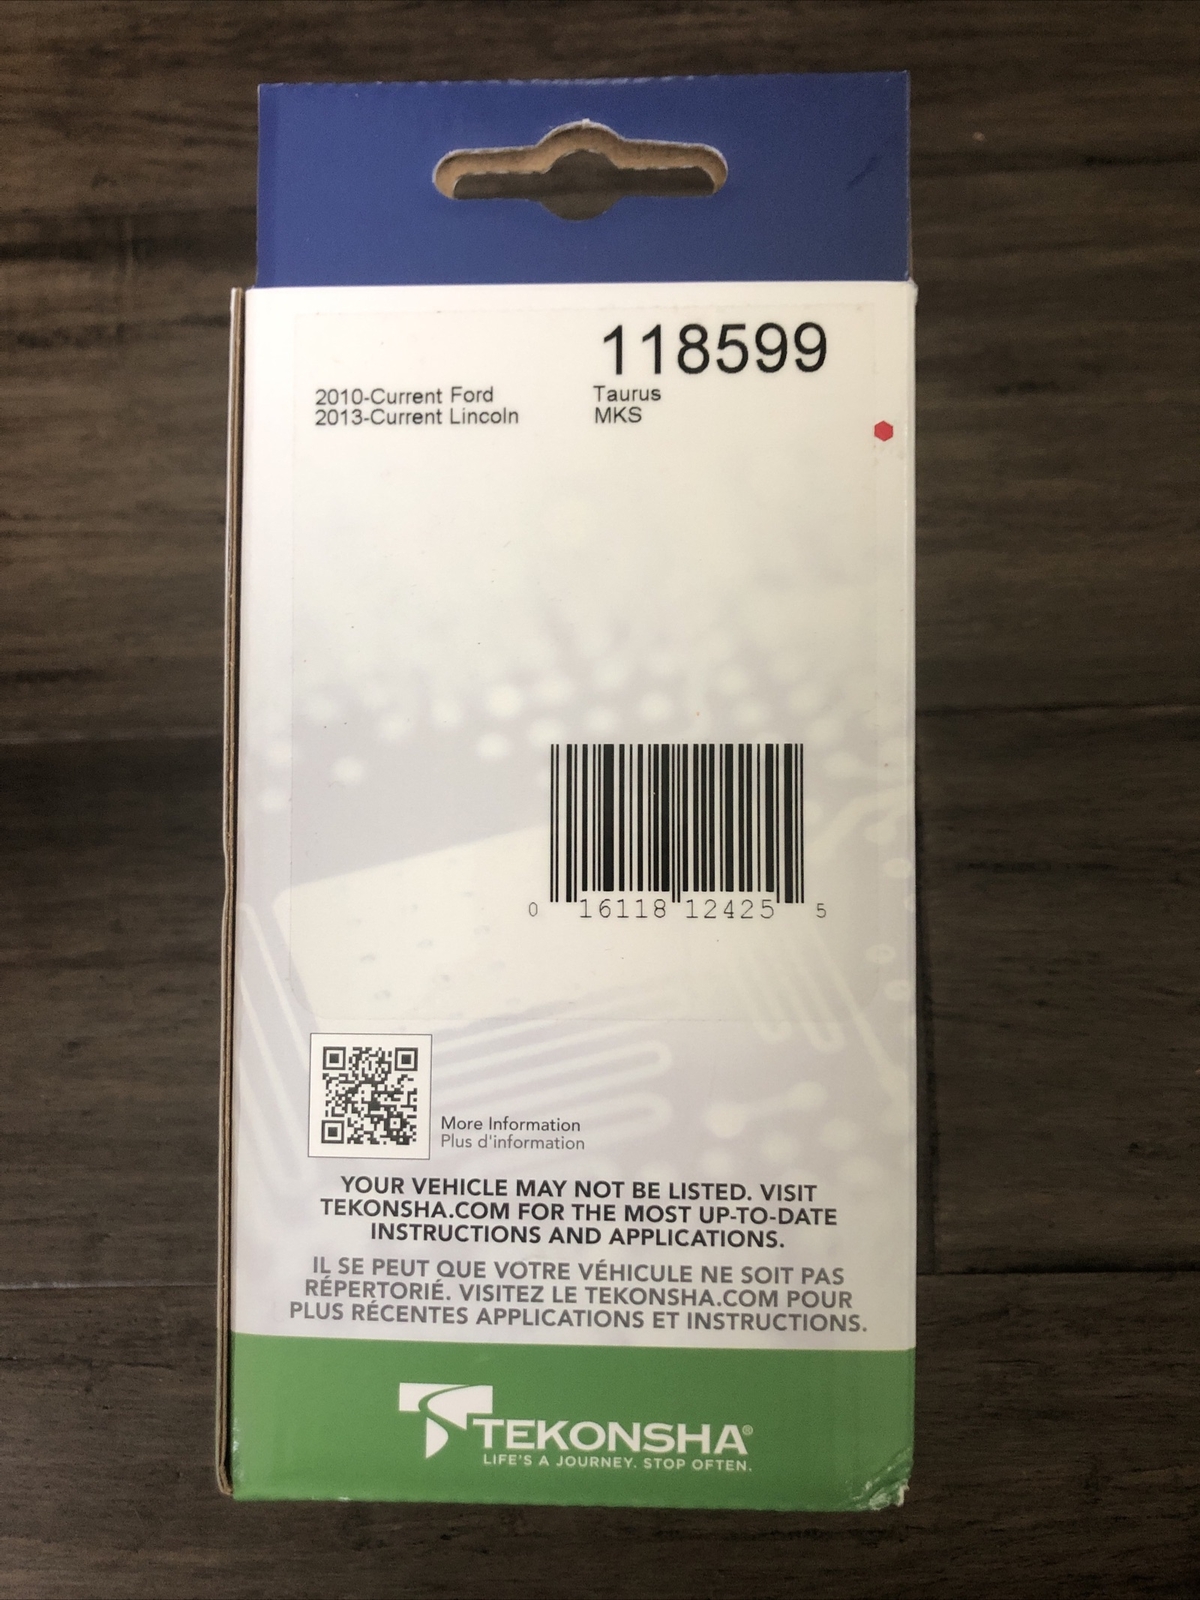 118599
2010-Current Ford Taurus
2013-Current Lincoln MKS
0 16118 12425 5
More Information
Plus d'information
YOUR VEHICLE MAY NOT BE LISTED. VISIT
TEKONSHA.COM FOR THE MOST UP-TO-DATE
INSTRUCTIONS AND APPLICATIONS.
IL SE PEUT QUE VOTRE VÉHICULE NE SOIT PAS
RÉPERTORIÉ. VISITEZ LE TEKONSHA.COM POUR
PLUS RÉCENTES APPLICATIONS ET INSTRUCTIONS.
TEKONSHA®
LIFE'S A JOURNEY. STOP OFTEN.